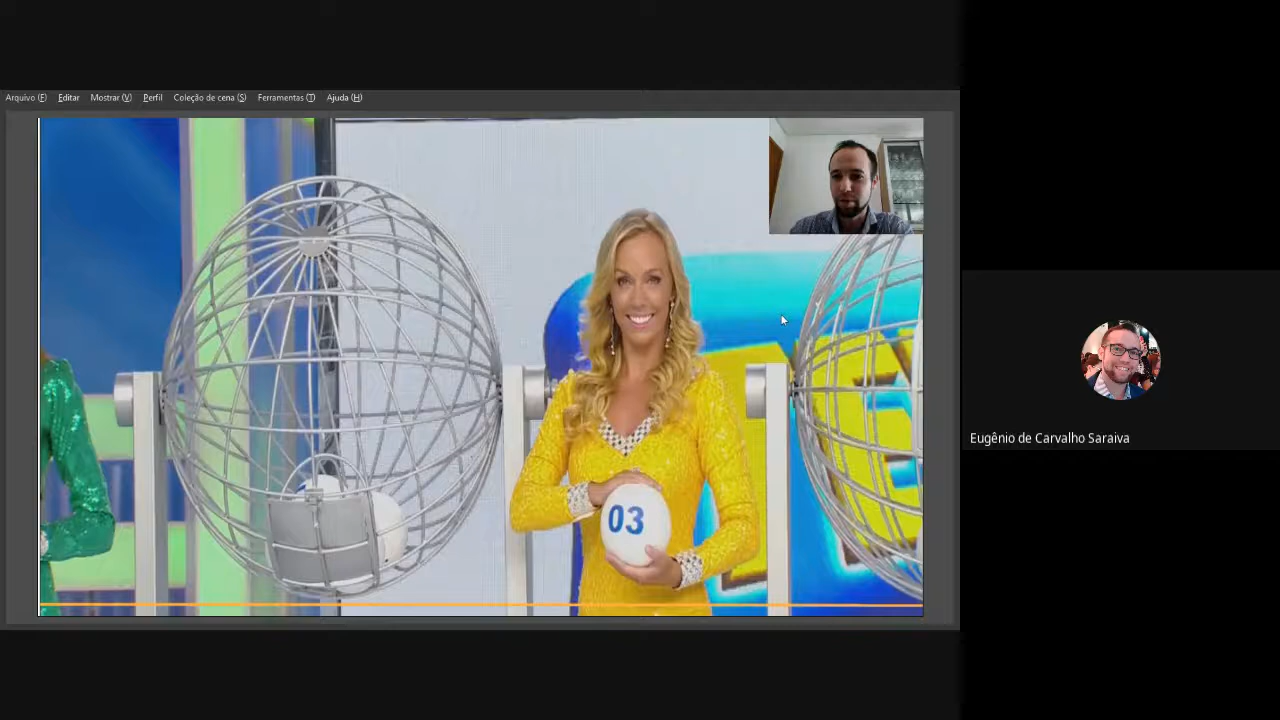 Arquivo (F) Editar Mostrar (V) Perfil Coleção de cena (S) Ferramentas (T) Ajuda (H)
03
Eugênio de Carvalho Saraiva